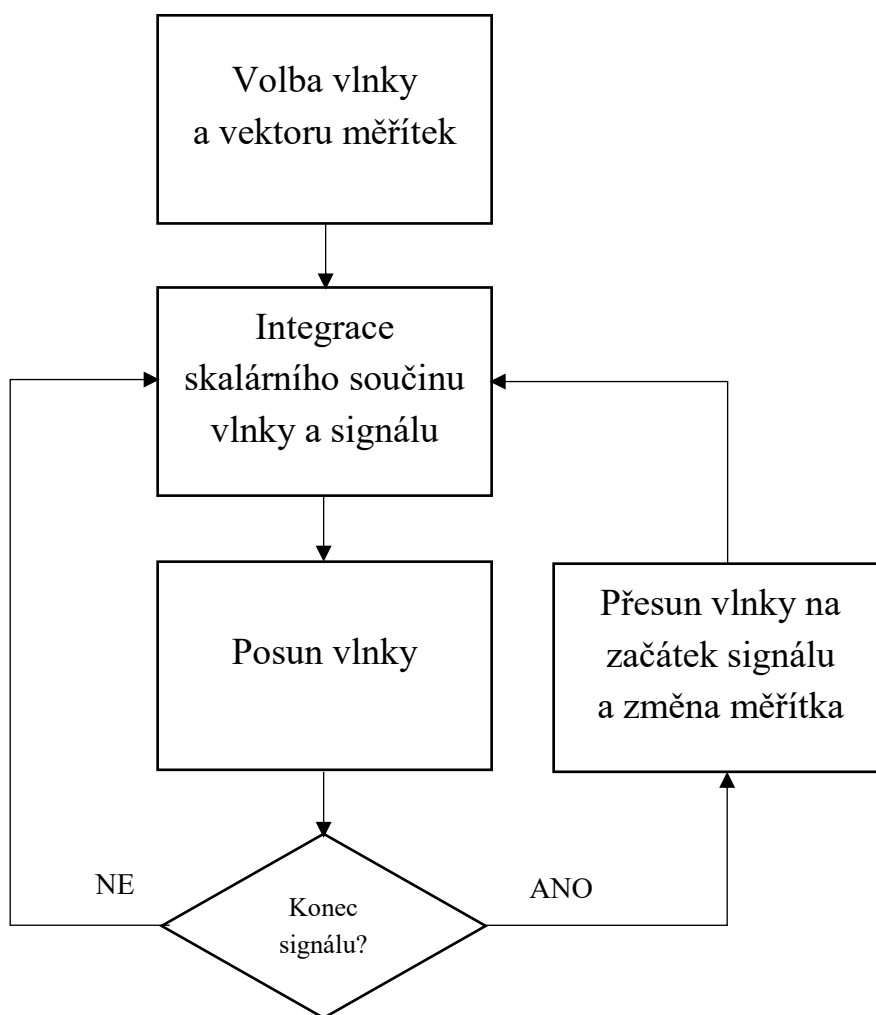 Volba vlnky
a vektoru měřítek
Integrace
skalárního součinu
vlnky a signálu
Posun vlnky
Přesun vlnky na
začátek signálu
a změna měřítka
NE
ANO
Konec
signálu?